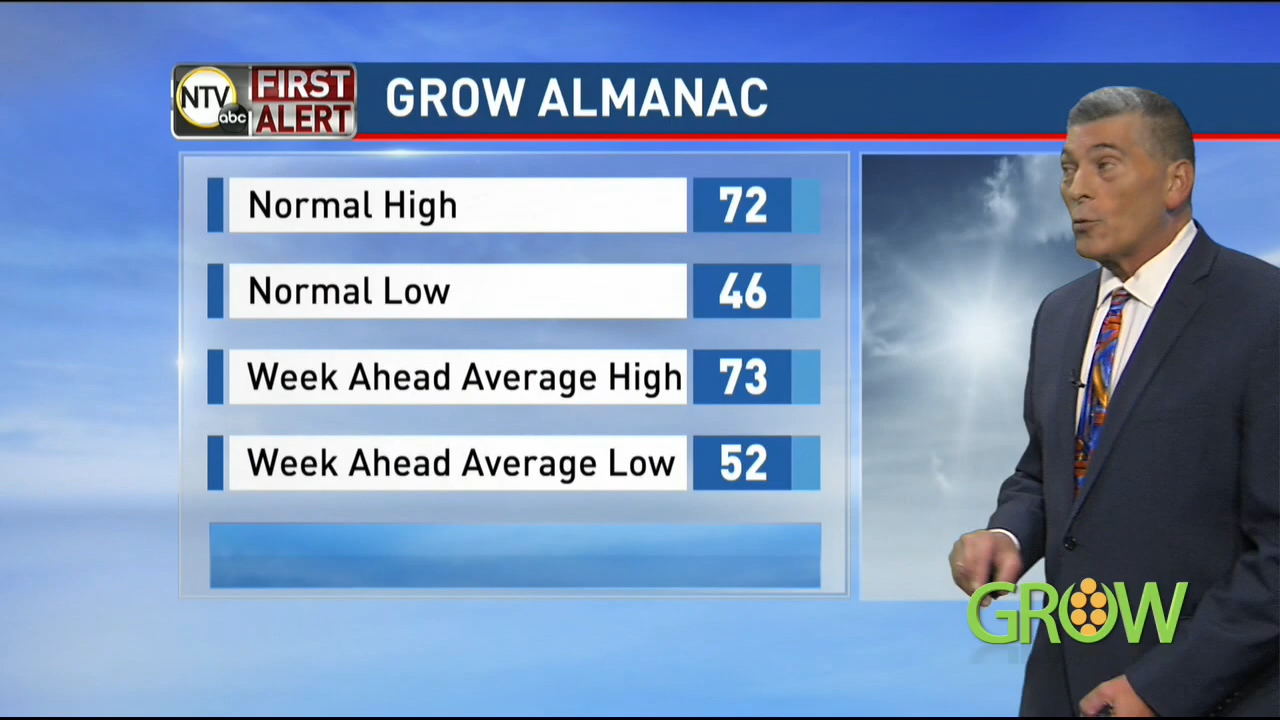 NTV
abc
FIRST
ALERT
GROW ALMANAC
Normal High 72
Normal Low 46
Week Ahead Average High 73
Week Ahead Average Low 52
GROW